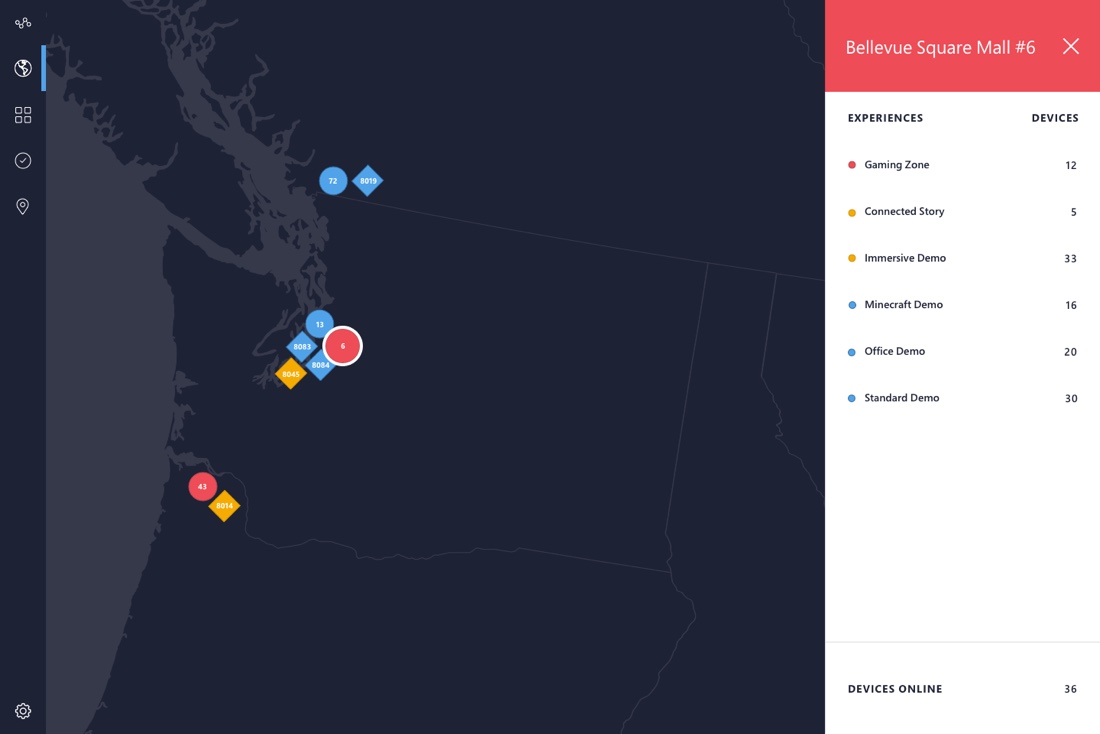 Bellevue Square Mall #6
EXPERIENCES DEVICES
Gaming Zone 12
Connected Story 5
Immersive Demo 33
Minecraft Demo 16
Office Demo 20
Standard Demo 30
DEVICES ONLINE 36
72 8019
13
8083 6
8084
8045
43
8014